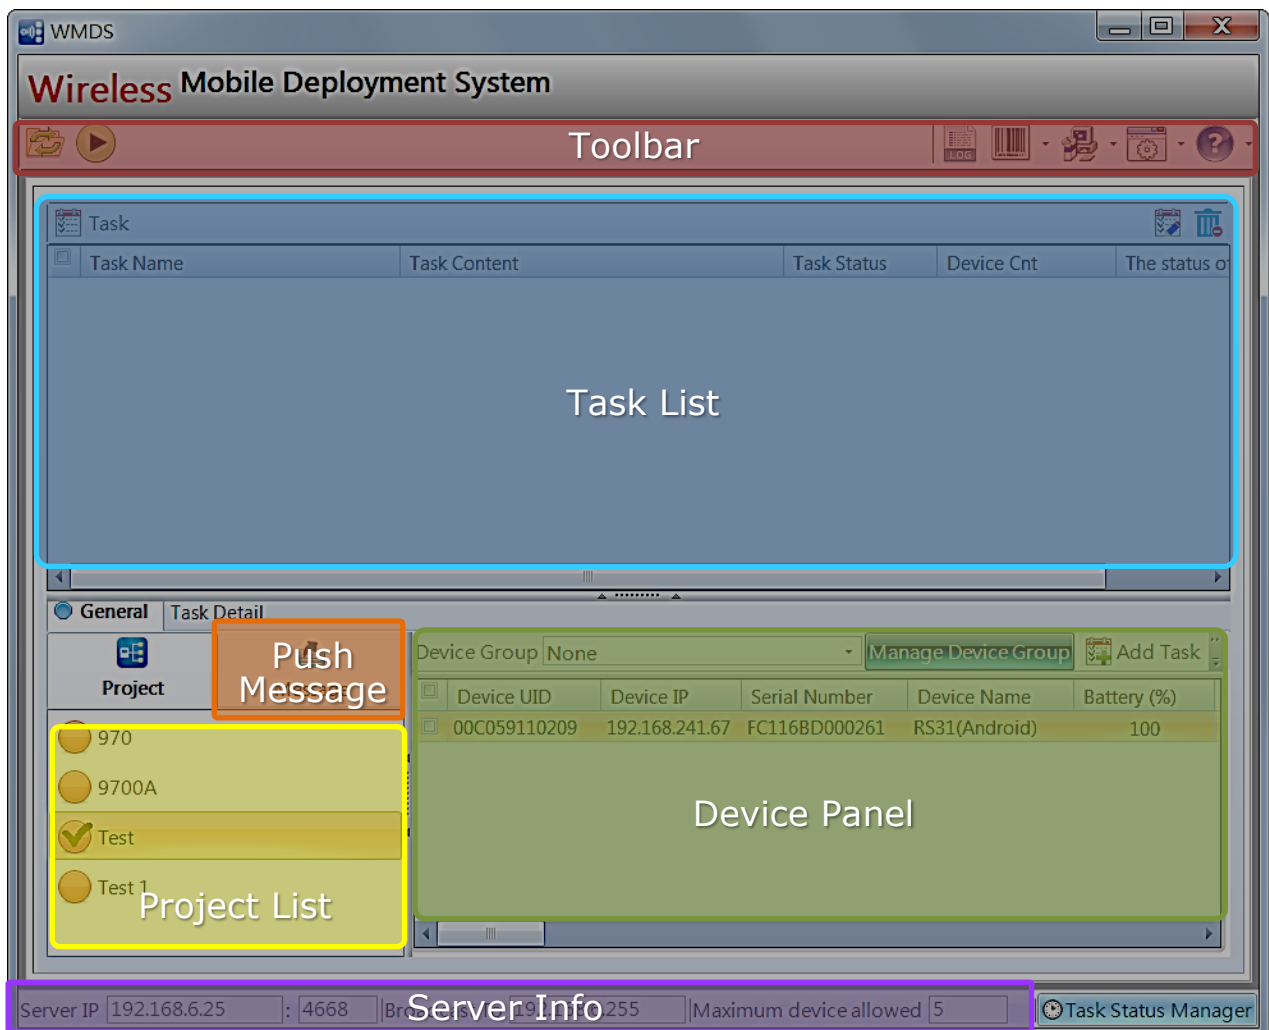 WMDS
Wireless Mobile Deployment System
Toolbar
LOG
Task
Task Name Task Content Task Status Device Cnt The status of
Task List
General Task Detail
Project
Push
Message
Device Group None Manage Device Group Add Task
Device UID Device IP Serial Number Device Name Battery (%)
00C059110209 192.168.241.67 FC116BD000261 RS31(Android) 100
970
9700A
Test
Test 1
Project List
Device Panel
Server IP 192.168.6.25 : 4668 Server Info .255 Maximum device allowed 5 Task Status Manager